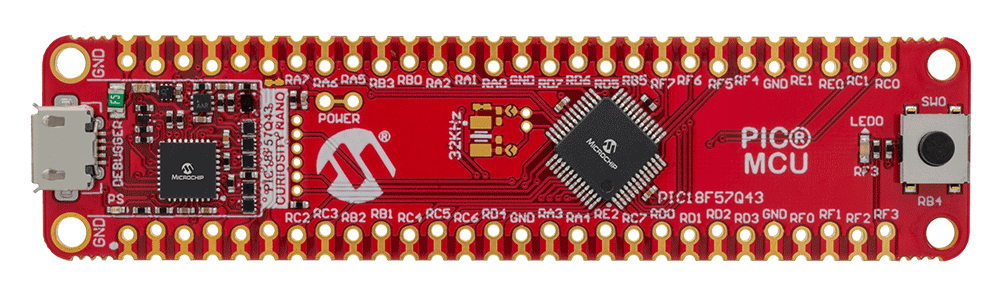 GND
RA7 RA6 RA5 RB3 RB0 RA2 RA1 RA0 GND RD7 RD6 RD5 RB5 RF7 RF6 RF5 RF4 GND RE1 RE0 RC1 RC0
DEBUGGER
PS
MICROCHIP
PIC18F57Q43
CURIOSITY NANO
POWER
®
32KHz
MICROCHIP
PIC18F57Q43
PIC®
MCU
LED0
RF3
SW0
RB4
GND
RC2 RC3 RB2 RB1 RC4 RC5 RC6 RD4 GND RA3 RA4 RE2 RC7 RD0 RD1 RD2 RD3 GND RF0 RF1 RF2 RF3